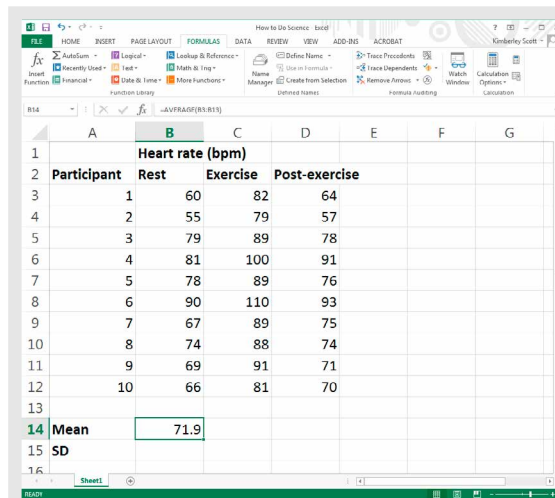 How to Do Science - Excel
FILE HOME INSERT PAGE LAYOUT FORMULAS DATA REVIEW VIEW ADD-INS ACROBAT Kimberley Scott
AutoSum Logical Lookup & Reference Define Name Trace Precedents
Recently Used Text Math & Trig Use in Formula Trace Dependents
Insert Function Financial Date & Time More Functions Name Manager Create from Selection Remove Arrows Watch Window Calculation Options
Function Library Defined Names Formula Auditing Calculation
B14 fx =AVERAGE(B3:B13)
A B C D E F G
1 Heart rate (bpm)
2 Participant Rest Exercise Post-exercise
3 1 60 82 64
4 2 55 79 57
5 3 79 89 78
6 4 81 100 91
7 5 78 89 76
8 6 90 110 93
9 7 67 89 75
10 8 74 88 74
11 9 69 91 71
12 10 66 81 70
13
14 Mean 71.9
15 SD
16
Sheet1
READY